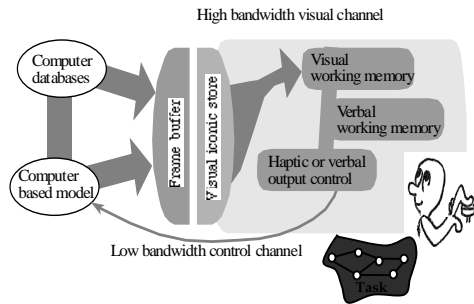 High bandwidth visual channel
Computer
databases
Frame buffer
Visual iconic store
Visual
working memory
Verbal
working memory
Computer
based model
Haptic or verbal
output control
Low bandwidth control channel
Task